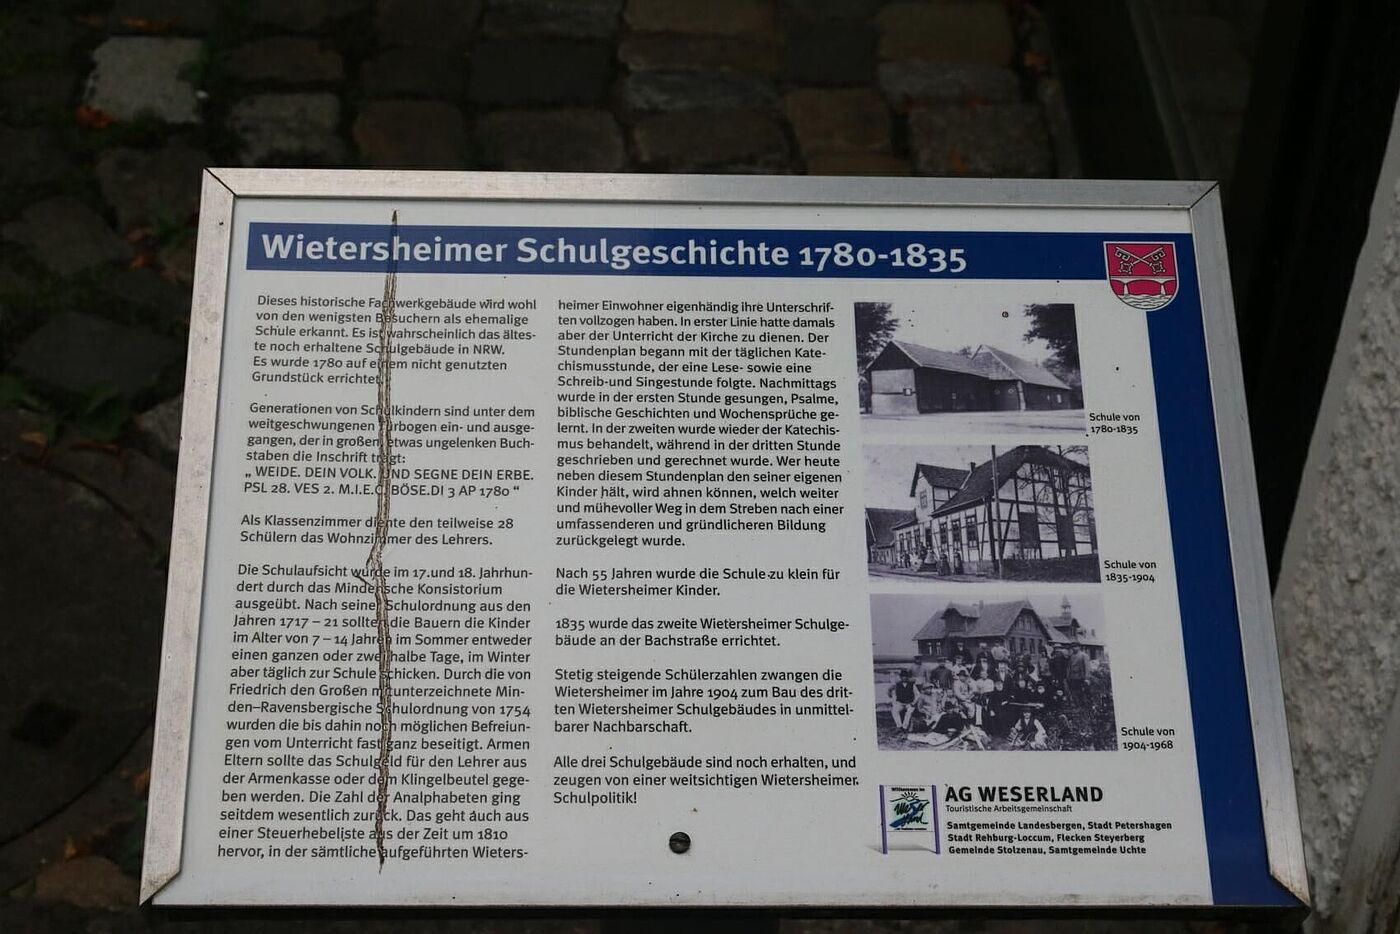 Wietersheimer Schulgeschichte 1780-1835
Dieses historische Fachwerkgebäude wird wohl
von den wenigsten Besuchern als ehemalige
Schule erkannt. Es ist wahrscheinlich das ältes-
te noch erhaltene Schulgebäude in NRW.
Es wurde 1780 auf einem nicht genutzten
Grundstück errichtet.
Generationen von Schulkindern sind unter dem
weitgeschwungenen Türbogen ein- und ausge-
gangen, der in großen, etwas ungelenken Buch-
staben die Inschrift trägt:
„ WEIDE. DEIN VOLK. UND SEGNE DEIN ERBE.
PSL 28. VES 2. M.I.E.C. BÖSE.DI 3 AP 1780 “
Als Klassenzimmer diente den teilweise 28
Schülern das Wohnzimmer des Lehrers.
Die Schulaufsicht wurde im 17.und 18. Jahrhun-
dert durch das Mindensche Konsistorium
ausgeübt. Nach seiner Schulordnung aus den
Jahren 1717 – 21 sollten die Bauern die Kinder
im Alter von 7 – 14 Jahren im Sommer entweder
einen ganzen oder zwei halbe Tage, im Winter
aber täglich zur Schule schicken. Durch die von
Friedrich den Großen mitunterzeichnete Min-
den–Ravensbergische Schulordnung von 1754
wurden die bis dahin noch möglichen Befreiun-
gen vom Unterricht fast ganz beseitigt. Armen
Eltern sollte das Schulgeld für den Lehrer aus
der Armenkasse oder dem Klingelbeutel gege-
ben werden. Die Zahl der Analphabeten ging
seitdem wesentlich zurück. Das geht auch aus
einer Steuerhebeliste aus der Zeit um 1810
hervor, in der sämtliche aufgeführten Wieters-
heimer Einwohner eigenhändig ihre Unterschrif-
ten vollzogen haben. In erster Linie hatte damals
aber der Unterricht der Kirche zu dienen. Der
Stundenplan begann mit der täglichen Kate-
chismusstunde, der eine Lese- sowie eine
Schreib-und Singestunde folgte. Nachmittags
wurde in der ersten Stunde gesungen, Psalme,
biblische Geschichten und Wochensprüche ge-
lernt. In der zweiten wurde wieder der Katechis-
mus behandelt, während in der dritten Stunde
geschrieben und gerechnet wurde. Wer heute
neben diesem Stundenplan den seiner eigenen
Kinder hält, wird ahnen können, welch weiter
und mühevoller Weg in dem Streben nach einer
umfassenderen und gründlicheren Bildung
zurückgelegt wurde.
Nach 55 Jahren wurde die Schule zu klein für
die Wietersheimer Kinder.
1835 wurde das zweite Wietersheimer Schulge-
bäude an der Bachstraße errichtet.
Stetig steigende Schülerzahlen zwangen die
Wietersheimer im Jahre 1904 zum Bau des drit-
ten Wietersheimer Schulgebäudes in unmittel-
barer Nachbarschaft.
Alle drei Schulgebäude sind noch erhalten, und
zeugen von einer weitsichtigen Wietersheimer
Schulpolitik!
Schule von
1780-1835
Schule von
1835-1904
Schule von
1904-1968
AG WESERLAND
Touristische Arbeitsgemeinschaft
Samtgemeinde Landesbergen, Stadt Petershagen
Stadt Rehburg-Loccum, Flecken Steyerberg
Gemeinde Stolzenau, Samtgemeinde Uchte